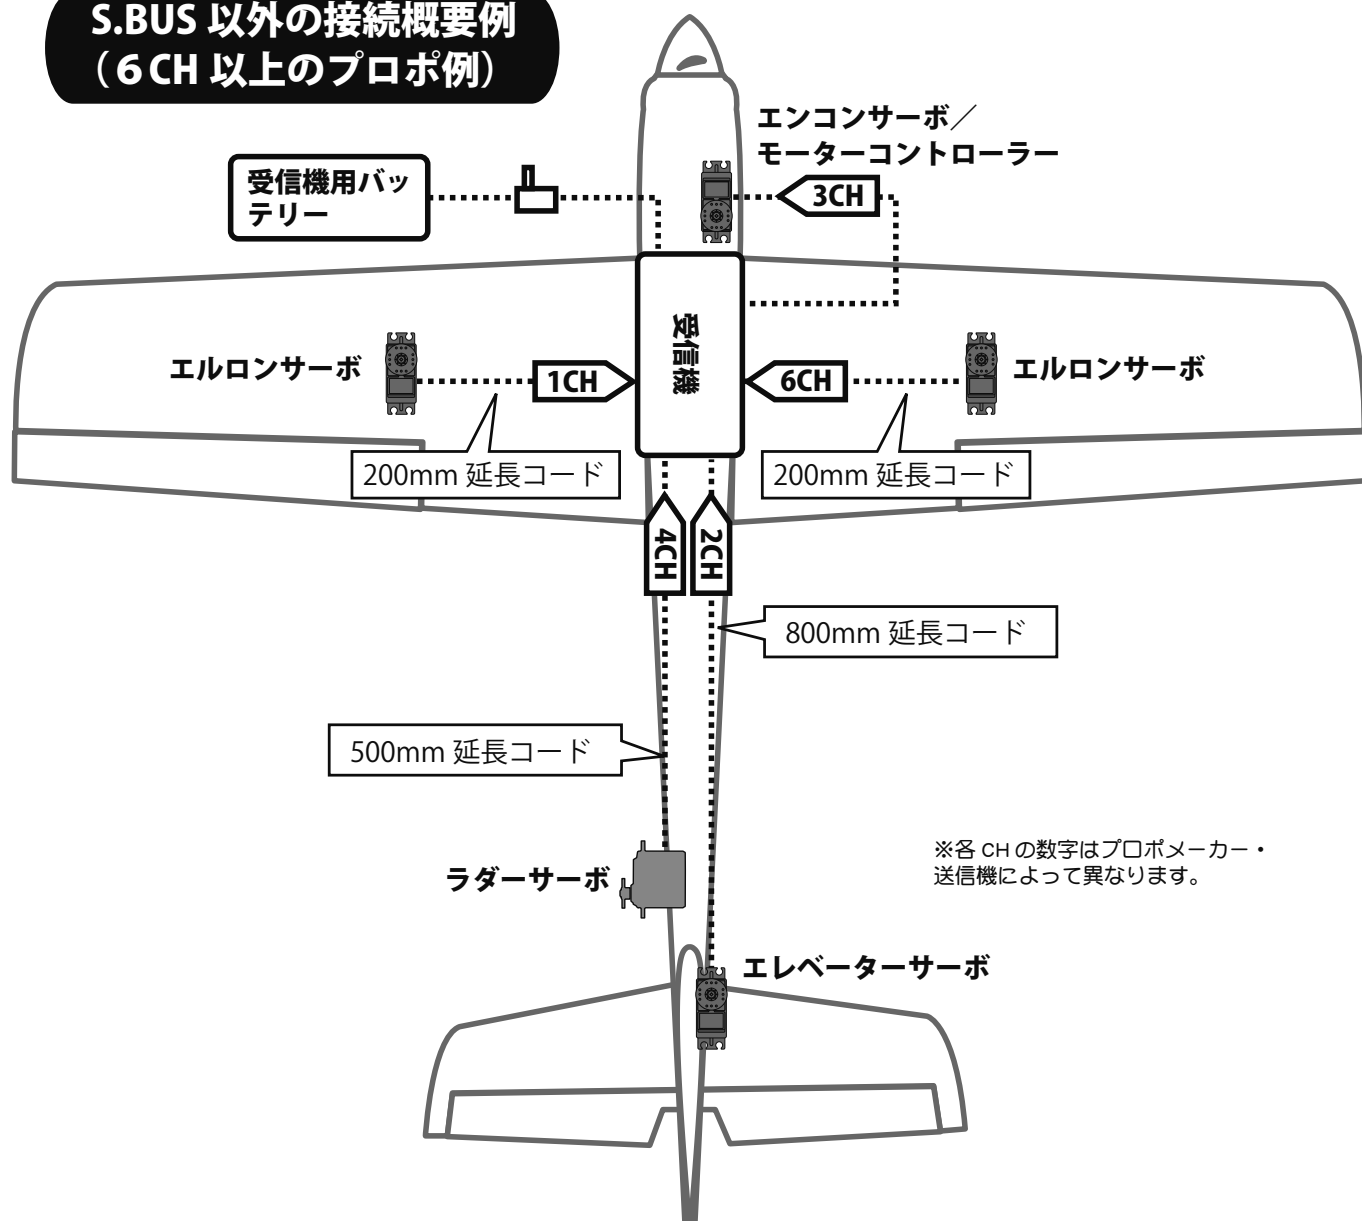 S.BUS 以外の接続概要例
（６CH 以上のプロポ例）
エンコンサーボ／
モーターコントローラー
受信機用バッ
テリー
3CH
受信機
エルロンサーボ
1CH
6CH
エルロンサーボ
200mm 延長コード
200mm 延長コード
4CH
2CH
800mm 延長コード
500mm 延長コード
※各 CH の数字はプロポメーカー・
送信機によって異なります。
ラダーサーボ
エレベーターサーボ